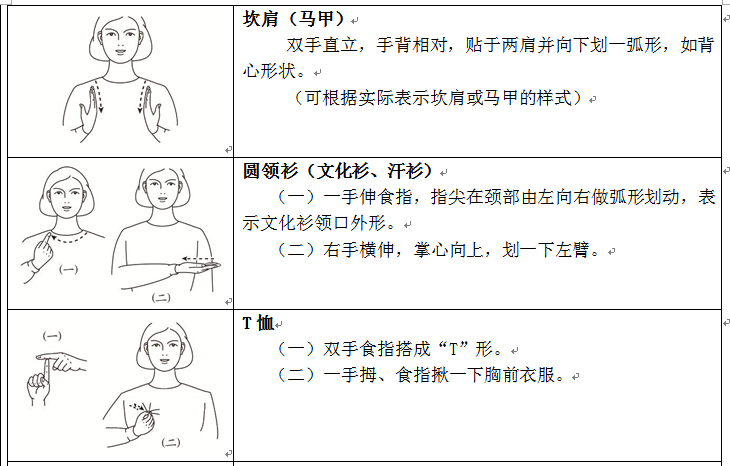 坎肩（马甲）
双手直立，手背相对，贴于两肩并向下划一弧形，如背
心形状。
（可根据实际表示坎肩或马甲的样式）
圆领衫（文化衫、汗衫）
（一）一手伸食指，指尖在颈部由左向右做弧形划动，表
示文化衫领口外形。
（二）右手横伸，掌心向上，划一下左臂。
（一）
（二）
T 恤
（一）双手食指搭成“T”形。
（二）一手拇、食指揪一下胸前衣服。
（一）
（二）